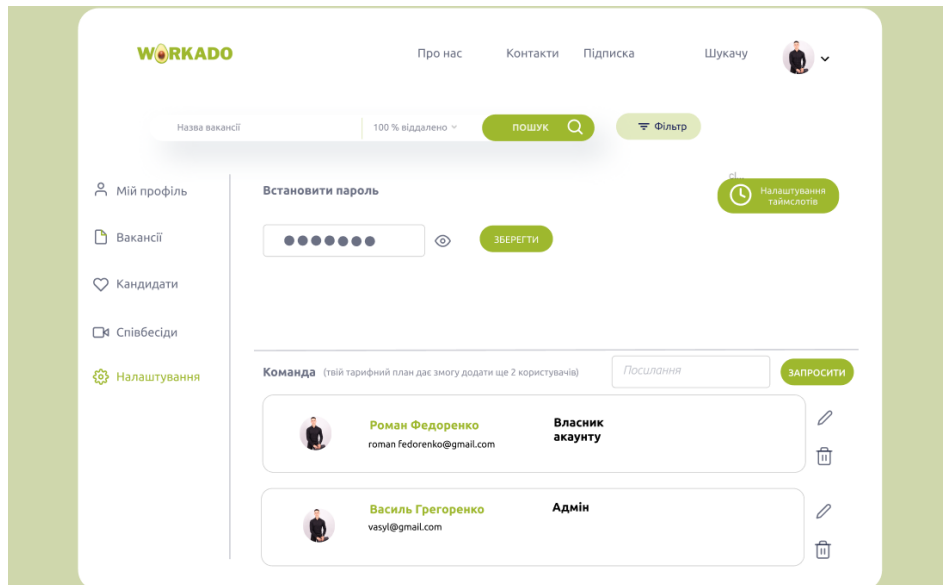 WORKADO
Про нас Контакти Підписка Шукачу
Назва вакансії 100 % віддалено ПОШУК Фільтр
cl...
Мій профіль
Вакансії
Кандидати
Співбесіди
Налаштування
Встановити пароль
Налаштування
таймслотів
ЗБЕРЕГТИ
Команда (твій тарифний план дає змогу додати ще 2 користувачів) Посилання ЗАПРОСИТИ
Роман Федоренко
roman fedorenko@gmail.com
Власник
акаунту
Василь Грегоренко
vasyl@gmail.com
Адмін